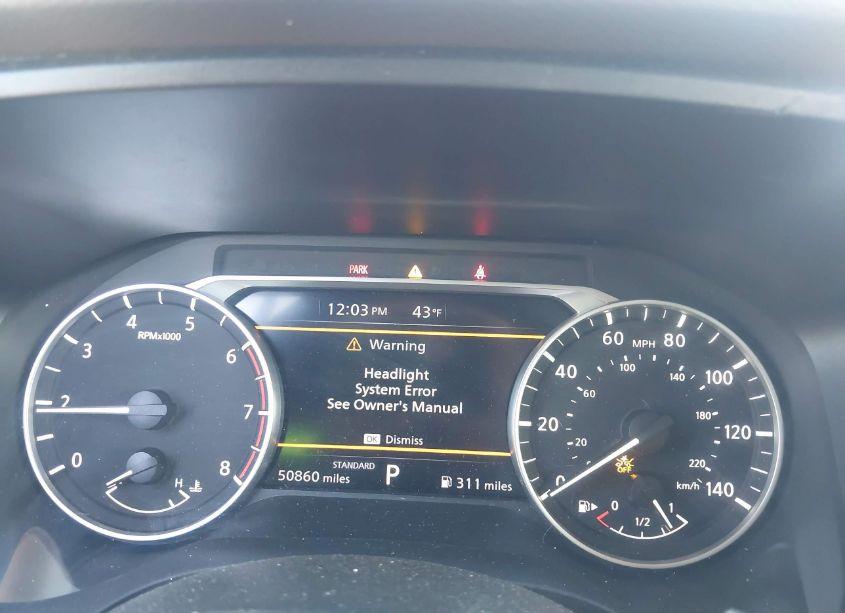 PARK
12:03 PM 43°F
Warning
Headlight
System Error
See Owner's Manual
OK Dismiss
STANDARD
P
50860 miles
311 miles
RPMx1000
0
2
3
4
5
6
7
8
H
MPH
0
20
40
60
80
100
120
140
20
60
100
140
180
220
km/h
OFF
0
1/2
1